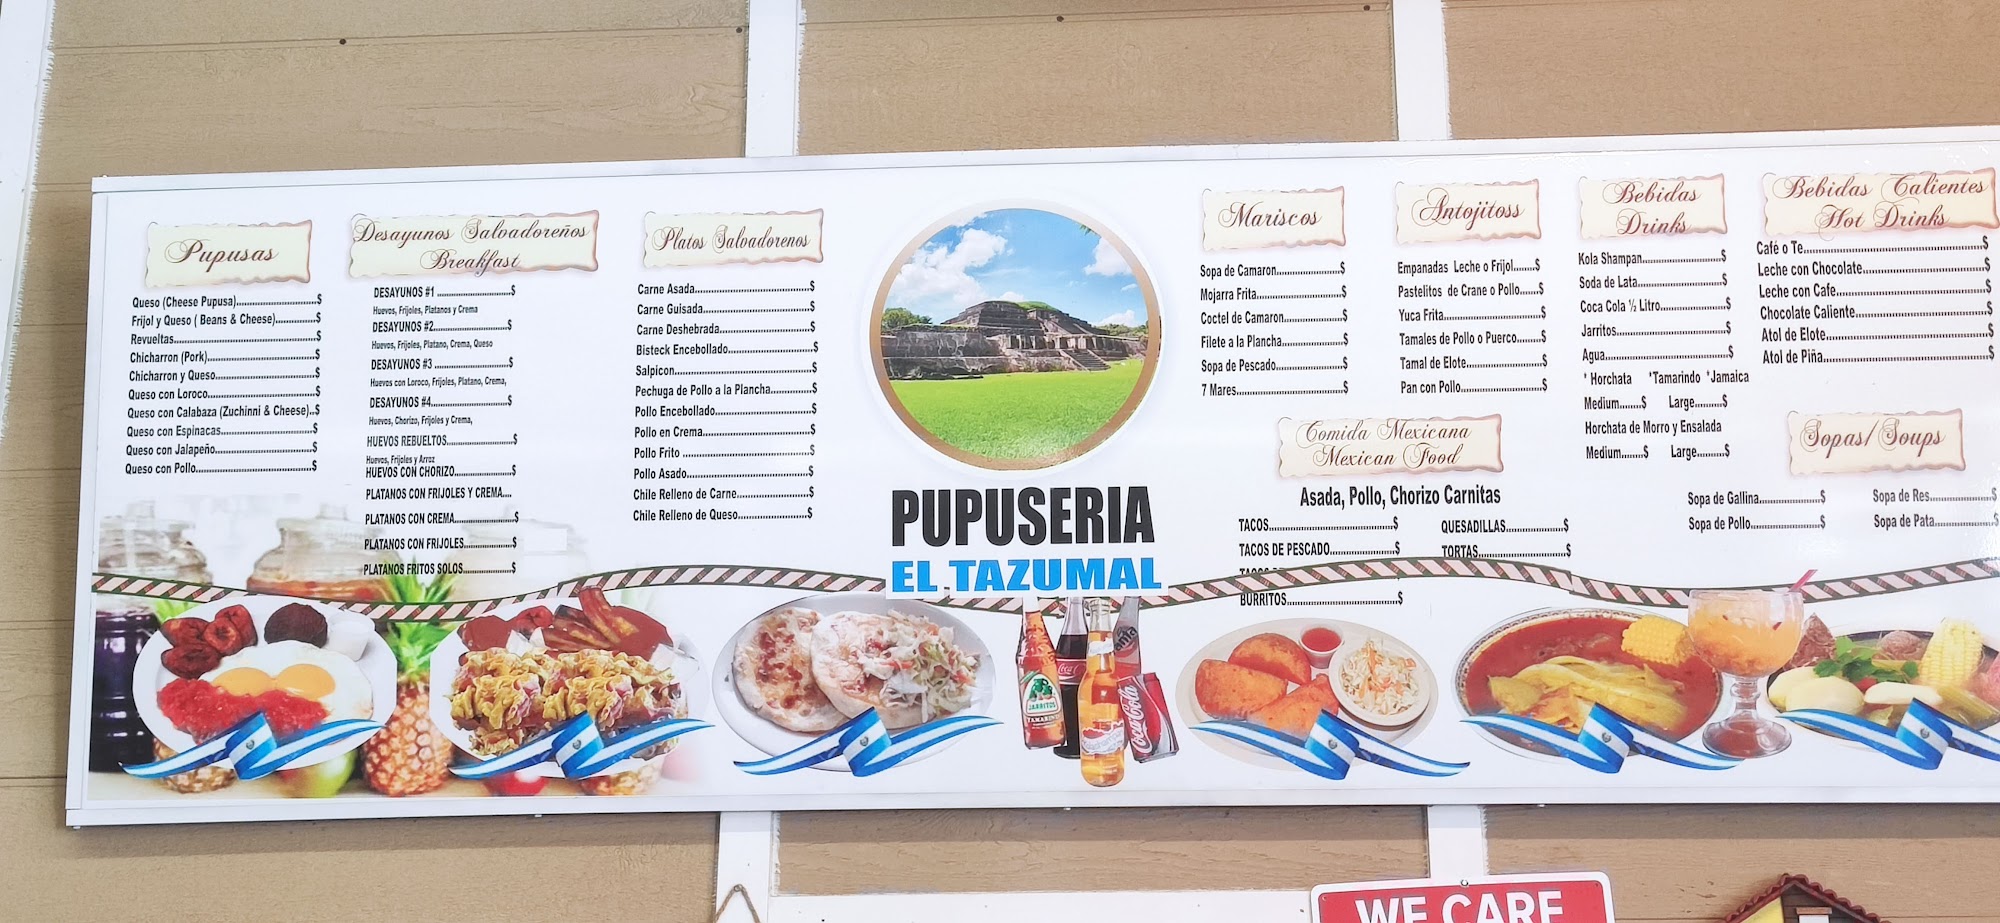 Pupusas
Queso (Cheese Pupusa)..............................$
Frijol y Queso ( Beans & Cheese)..............$
Revueltas..................................................$
Chicharron (Pork)......................................$
Chicharron y Queso...................................$
Queso con Loroco......................................$
Queso con Calabaza (Zuchinni & Cheese)..$
Queso con Espinacas.................................$
Queso con Jalapeño...................................$
Queso con Pollo.........................................$
Desayunos Salvadoreños
Breakfast
DESAYUNOS #1 ..........................$
Huevos, Frijoles, Platanos y Crema
DESAYUNOS #2..........................$
Huevos, Frijoles, Platano, Crema, Queso
DESAYUNOS #3 ..........................$
Huevos con Loroco, Frijoles, Platano, Crema,
DESAYUNOS #4...........................$
Huevos, Chorizo, Frijoles y Crema,
HUEVOS REBUELTOS.......................$
Huevos, Frijoles y Arroz
HUEVOS CON CHORIZO....................$
PLATANOS CON FRIJOLES Y CREMA....
PLATANOS CON CREMA....................$
PLATANOS CON FRIJOLES.................$
PLATANOS FRITOS SOLOS.................$
Platos Salvadorenos
Carne Asada........................................$
Carne Guisada.....................................$
Carne Deshebrada................................$
Bisteck Encebollado..............................$
Salpicon...............................................$
Pechuga de Pollo a la Plancha...............$
Pollo Encebollado..................................$
Pollo en Crema.....................................$
Pollo Frito ............................................$
Pollo Asado..........................................$
Chile Relleno de Carne..........................$
Chile Relleno de Queso.........................$
PUPUSERIA
EL TAZUMAL
Mariscos
Sopa de Camaron.......................$
Mojarra Frita...............................$
Coctel de Camaron......................$
Filete a la Plancha.......................$
Sopa de Pescado.........................$
7 Mares.......................................$
Antojitoss
Empanadas Leche o Frijol.......$
Pastelitos de Crane o Pollo......$
Yuca Frita................................$
Tamales de Pollo o Puerco........$
Tamal de Elote..........................$
Pan con Pollo............................$
Bebidas
Drinks
Kola Shampan..........................$
Soda de Lata............................$
Coca Cola ½ Litro.....................$
Jarritos.....................................$
Agua.........................................$
* Horchata *Tamarindo *Jamaica
Medium.........$ Large.........$
Horchata de Morro y Ensalada
Medium.........$ Large.........$
Bebidas Calientes
Hot Drinks
Café o Te...................................................$
Leche con Chocolate..................................$
Leche con Cafe..........................................$
Chocolate Caliente.....................................$
Atol de Elote..............................................$
Atol de Piña...............................................$
Comida Mexicana
Mexican Food
Asada, Pollo, Chorizo Carnitas
TACOS.............................................$
TACOS DE PESCADO........................$
BURRITOS........................................$
QUESADILLAS....................$
TORTAS..............................$
Sopas/Soups
Sopa de Gallina.......................$
Sopa de Pollo..........................$
Sopa de Res.......................$
Sopa de Pata.....................$
JARRITOS
TAMARINDO
Coca-Cola
Coca-Cola
WE CARE